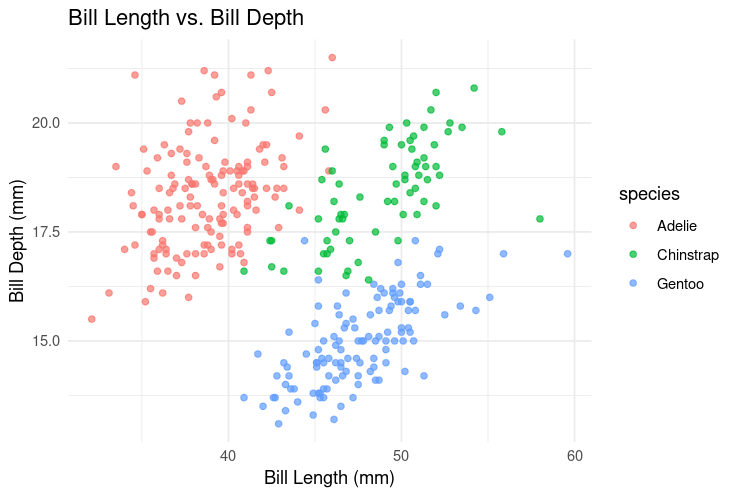 Bill Length vs. Bill Depth
20.0
17.5
15.0
Bill Depth (mm)
40
50
60
Bill Length (mm)
species
Adelie
Chinstrap
Gentoo